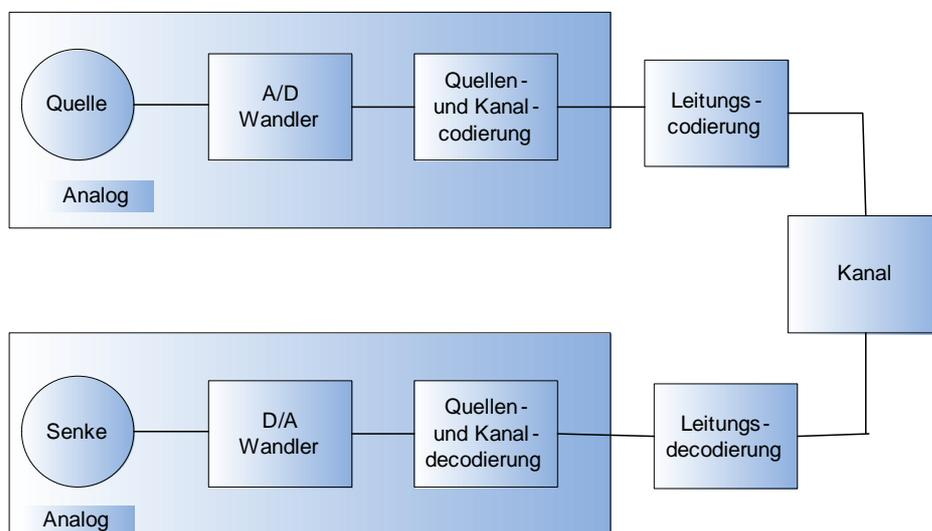 Quelle
A/D
Wandler
Quellen-
und Kanal-
codierung
Leitungs-
codierung
Analog
Kanal
Senke
D/A
Wandler
Quellen-
und Kanal-
decodierung
Leitungs-
decodierung
Analog